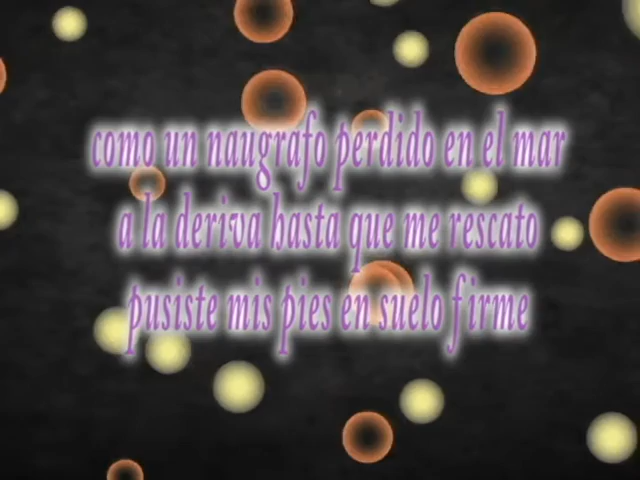 como un naugrafo perdido en el mar
a la deriva hasta que me rescato
pusiste mis pies en suelo firme